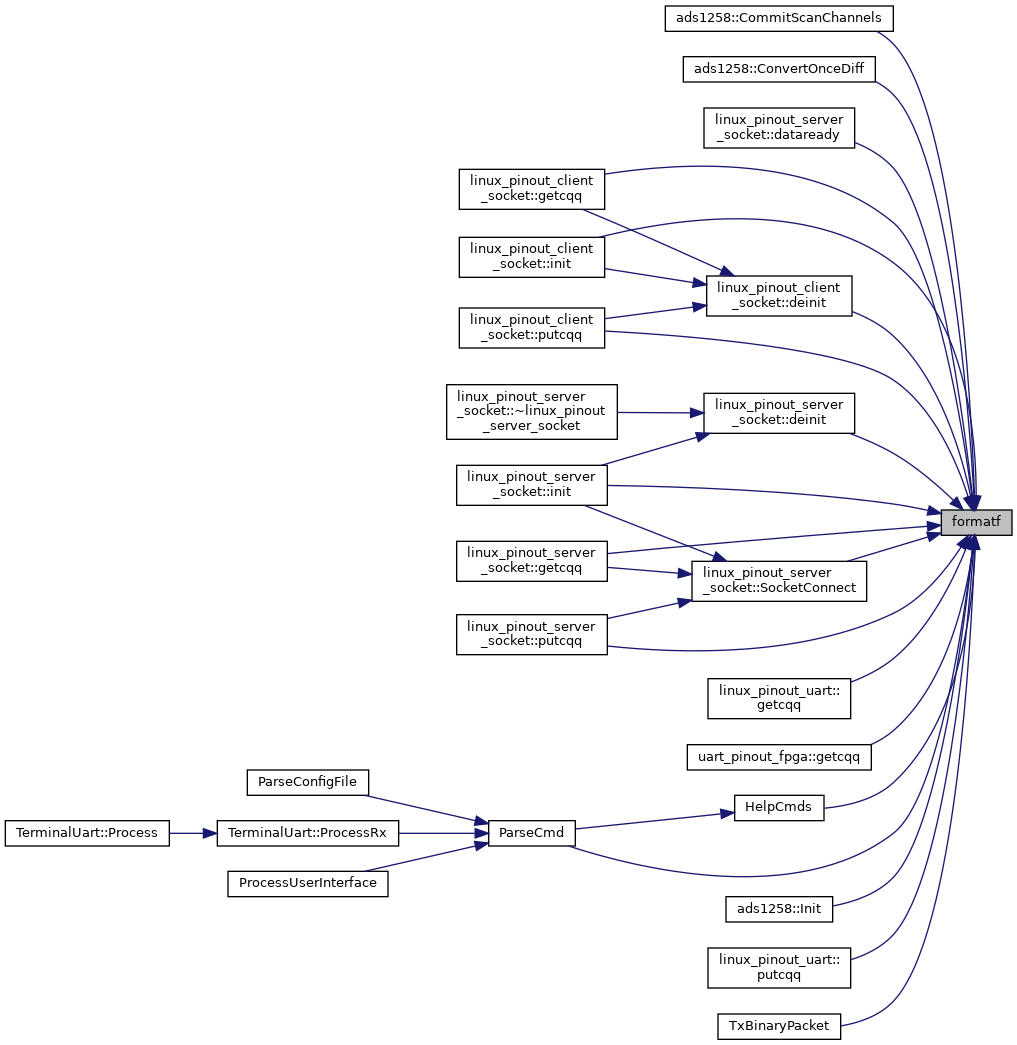 ads1258::CommitScanChannels
ads1258::ConvertOnceDiff
linux_pinout_server
_socket::dataready
linux_pinout_client
_socket::getcqq
linux_pinout_client
_socket::init
linux_pinout_client
_socket::deinit
linux_pinout_client
_socket::putcqq
linux_pinout_server
_socket::~linux_pinout
_server_socket
linux_pinout_server
_socket::deinit
linux_pinout_server
_socket::init
formatf
linux_pinout_server
_socket::getcqq
linux_pinout_server
_socket::SocketConnect
linux_pinout_server
_socket::putcqq
linux_pinout_uart::
getcqq
uart_pinout_fpga::getcqq
ParseConfigFile
HelpCmds
TerminalUart::Process
TerminalUart::ProcessRx
ParseCmd
ProcessUserInterface
ads1258::Init
linux_pinout_uart::
putcqq
TxBinaryPacket